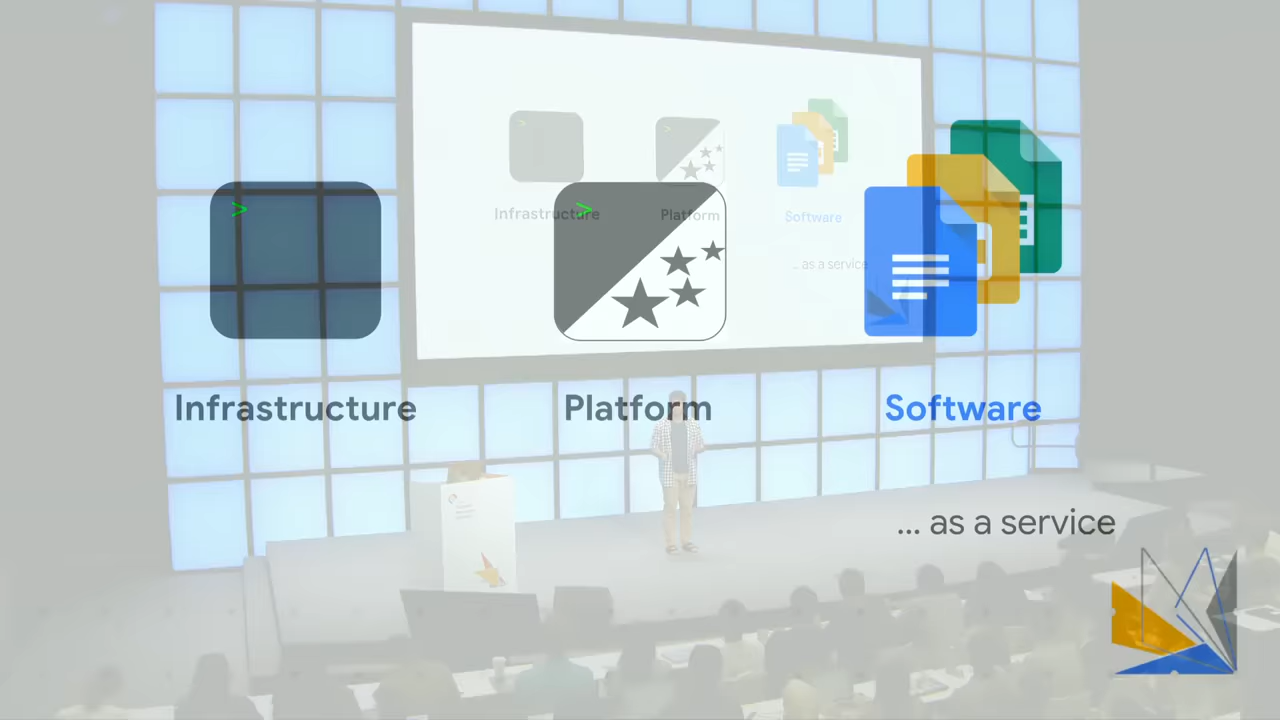 >
>
Infrastructure
Platform
Software
... as a service
>
>
Infrastructure
Platform
Software
... as a service